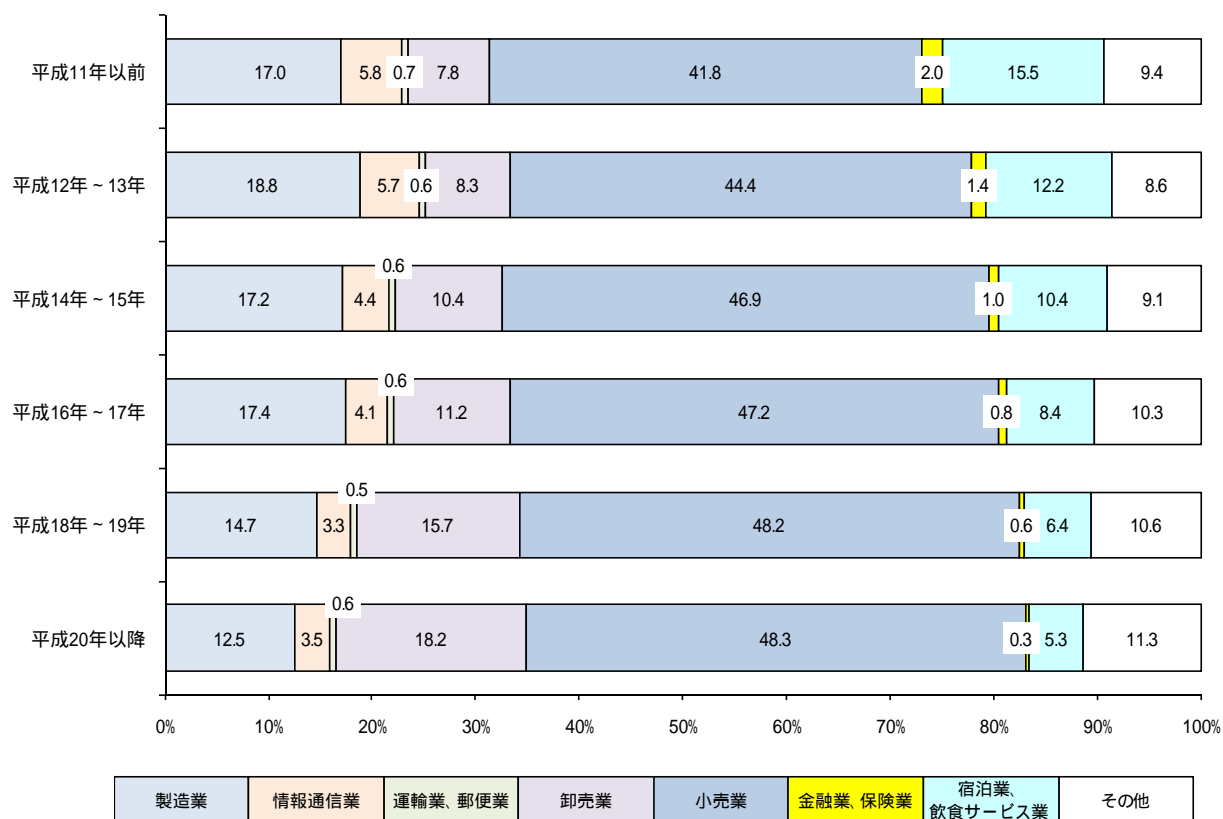 平成11年以前 17.0 5.8 0.7 7.8 41.8 2.0 15.5 9.4
平成12年～13年 18.8 5.7 0.6 8.3 44.4 1.4 12.2 8.6
0.6
平成14年～15年 17.2 4.4 10.4 46.9 1.0 10.4 9.1
0.6
平成16年～17年 17.4 4.1 11.2 47.2 0.8 8.4 10.3
0.5
平成18年～19年 14.7 3.3 15.7 48.2 0.6 6.4 10.6
0.6
平成20年以降 12.5 3.5 18.2 48.3 0.3 5.3 11.3
0% 10% 20% 30% 40% 50% 60% 70% 80% 90% 100%
製造業 情報通信業 運輸業、郵便業 卸売業 小売業 金融業、保険業 宿泊業、
飲食サービス業 その他